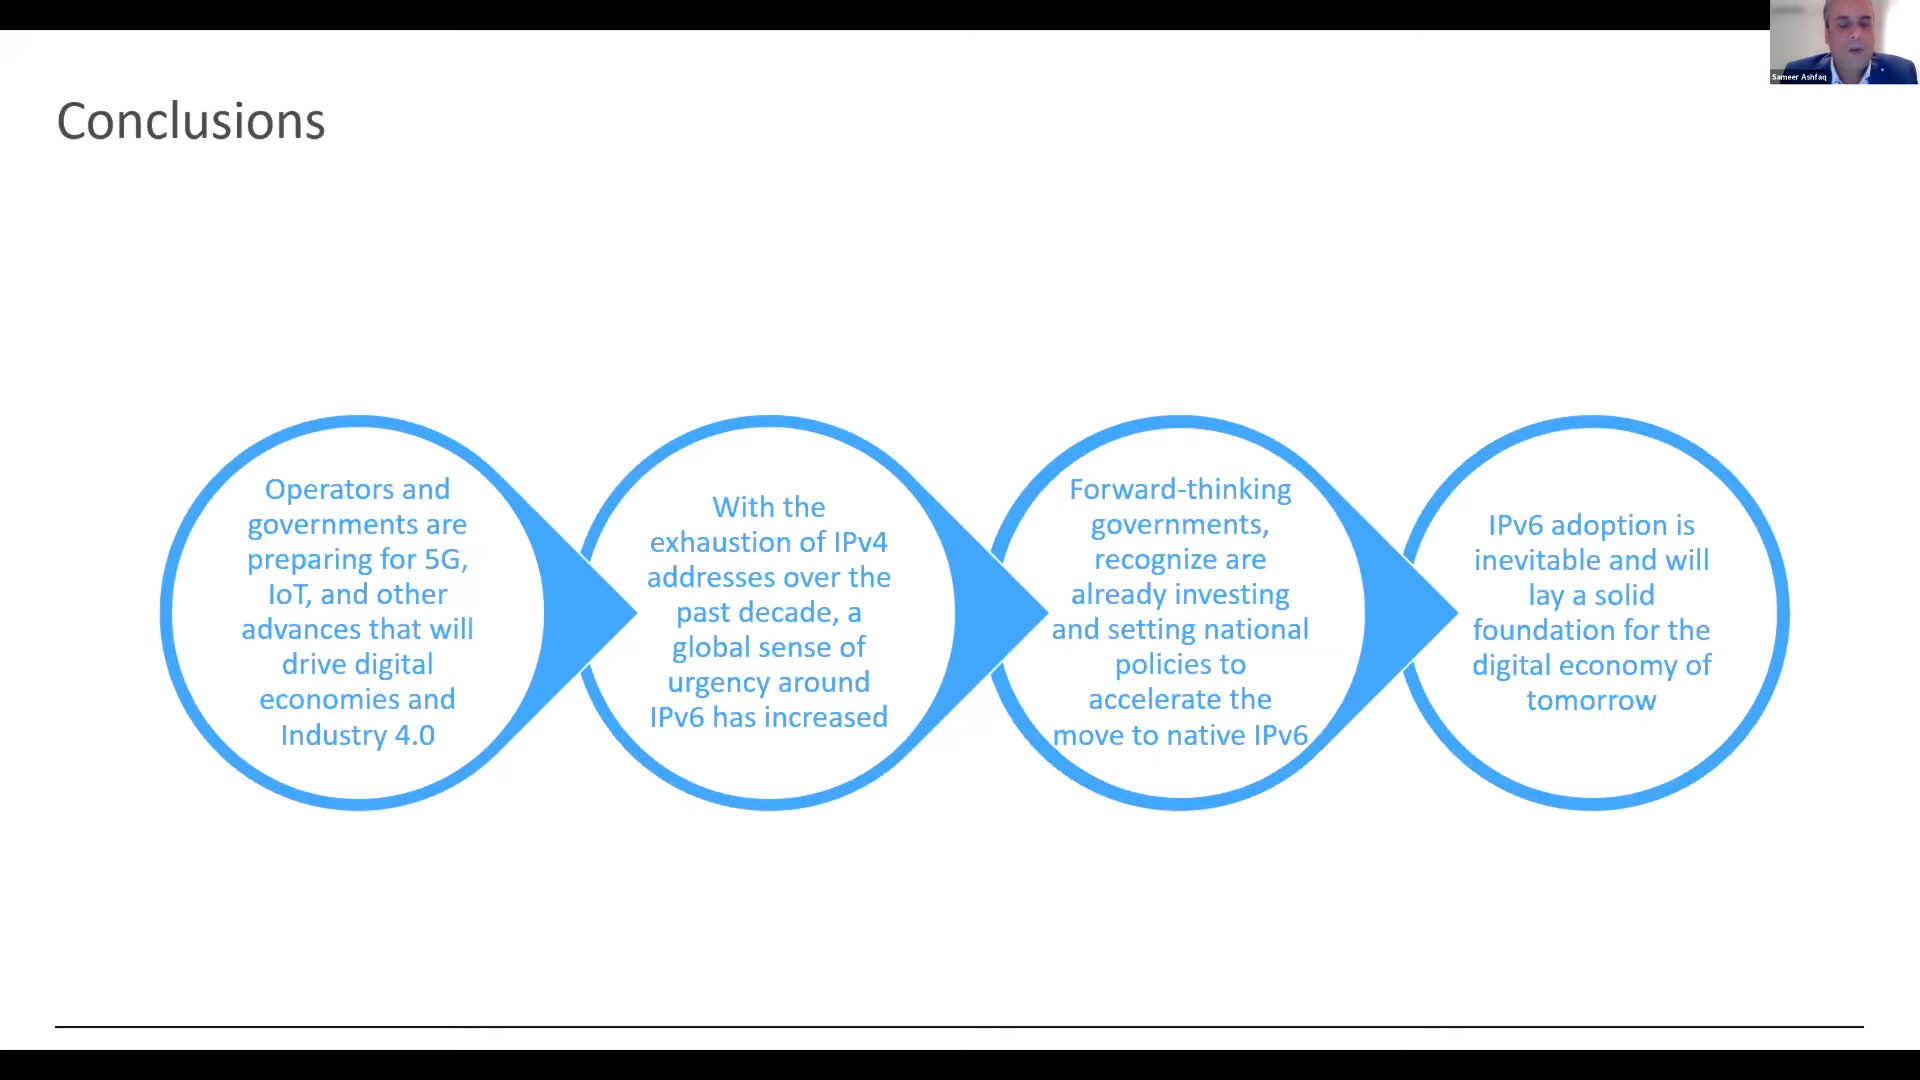 Sameer Ashfaq
Conclusions
Operators and
governments are
preparing for 5G,
IoT, and other
advances that will
drive digital
economies and
Industry 4.0
With the
exhaustion of IPv4
addresses over the
past decade, a
global sense of
urgency around
IPv6 has increased
Forward-thinking
governments,
recognize are
already investing
and setting national
policies to
accelerate the
move to native IPv6
IPv6 adoption is
inevitable and will
lay a solid
foundation for the
digital economy of
tomorrow